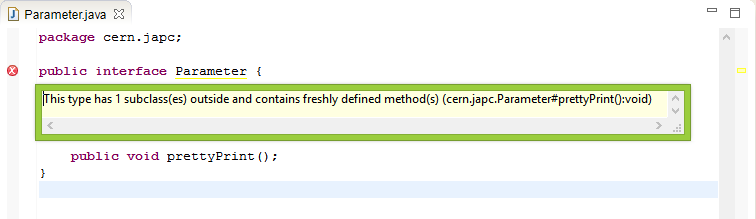 Parameter.java
package cern.japc;
public interface Parameter {
This type has 1 subclass(es) outside and contains freshly defined method(s) (cern.japc.Parameter#prettyPrint():void)
public void prettyPrint();
}